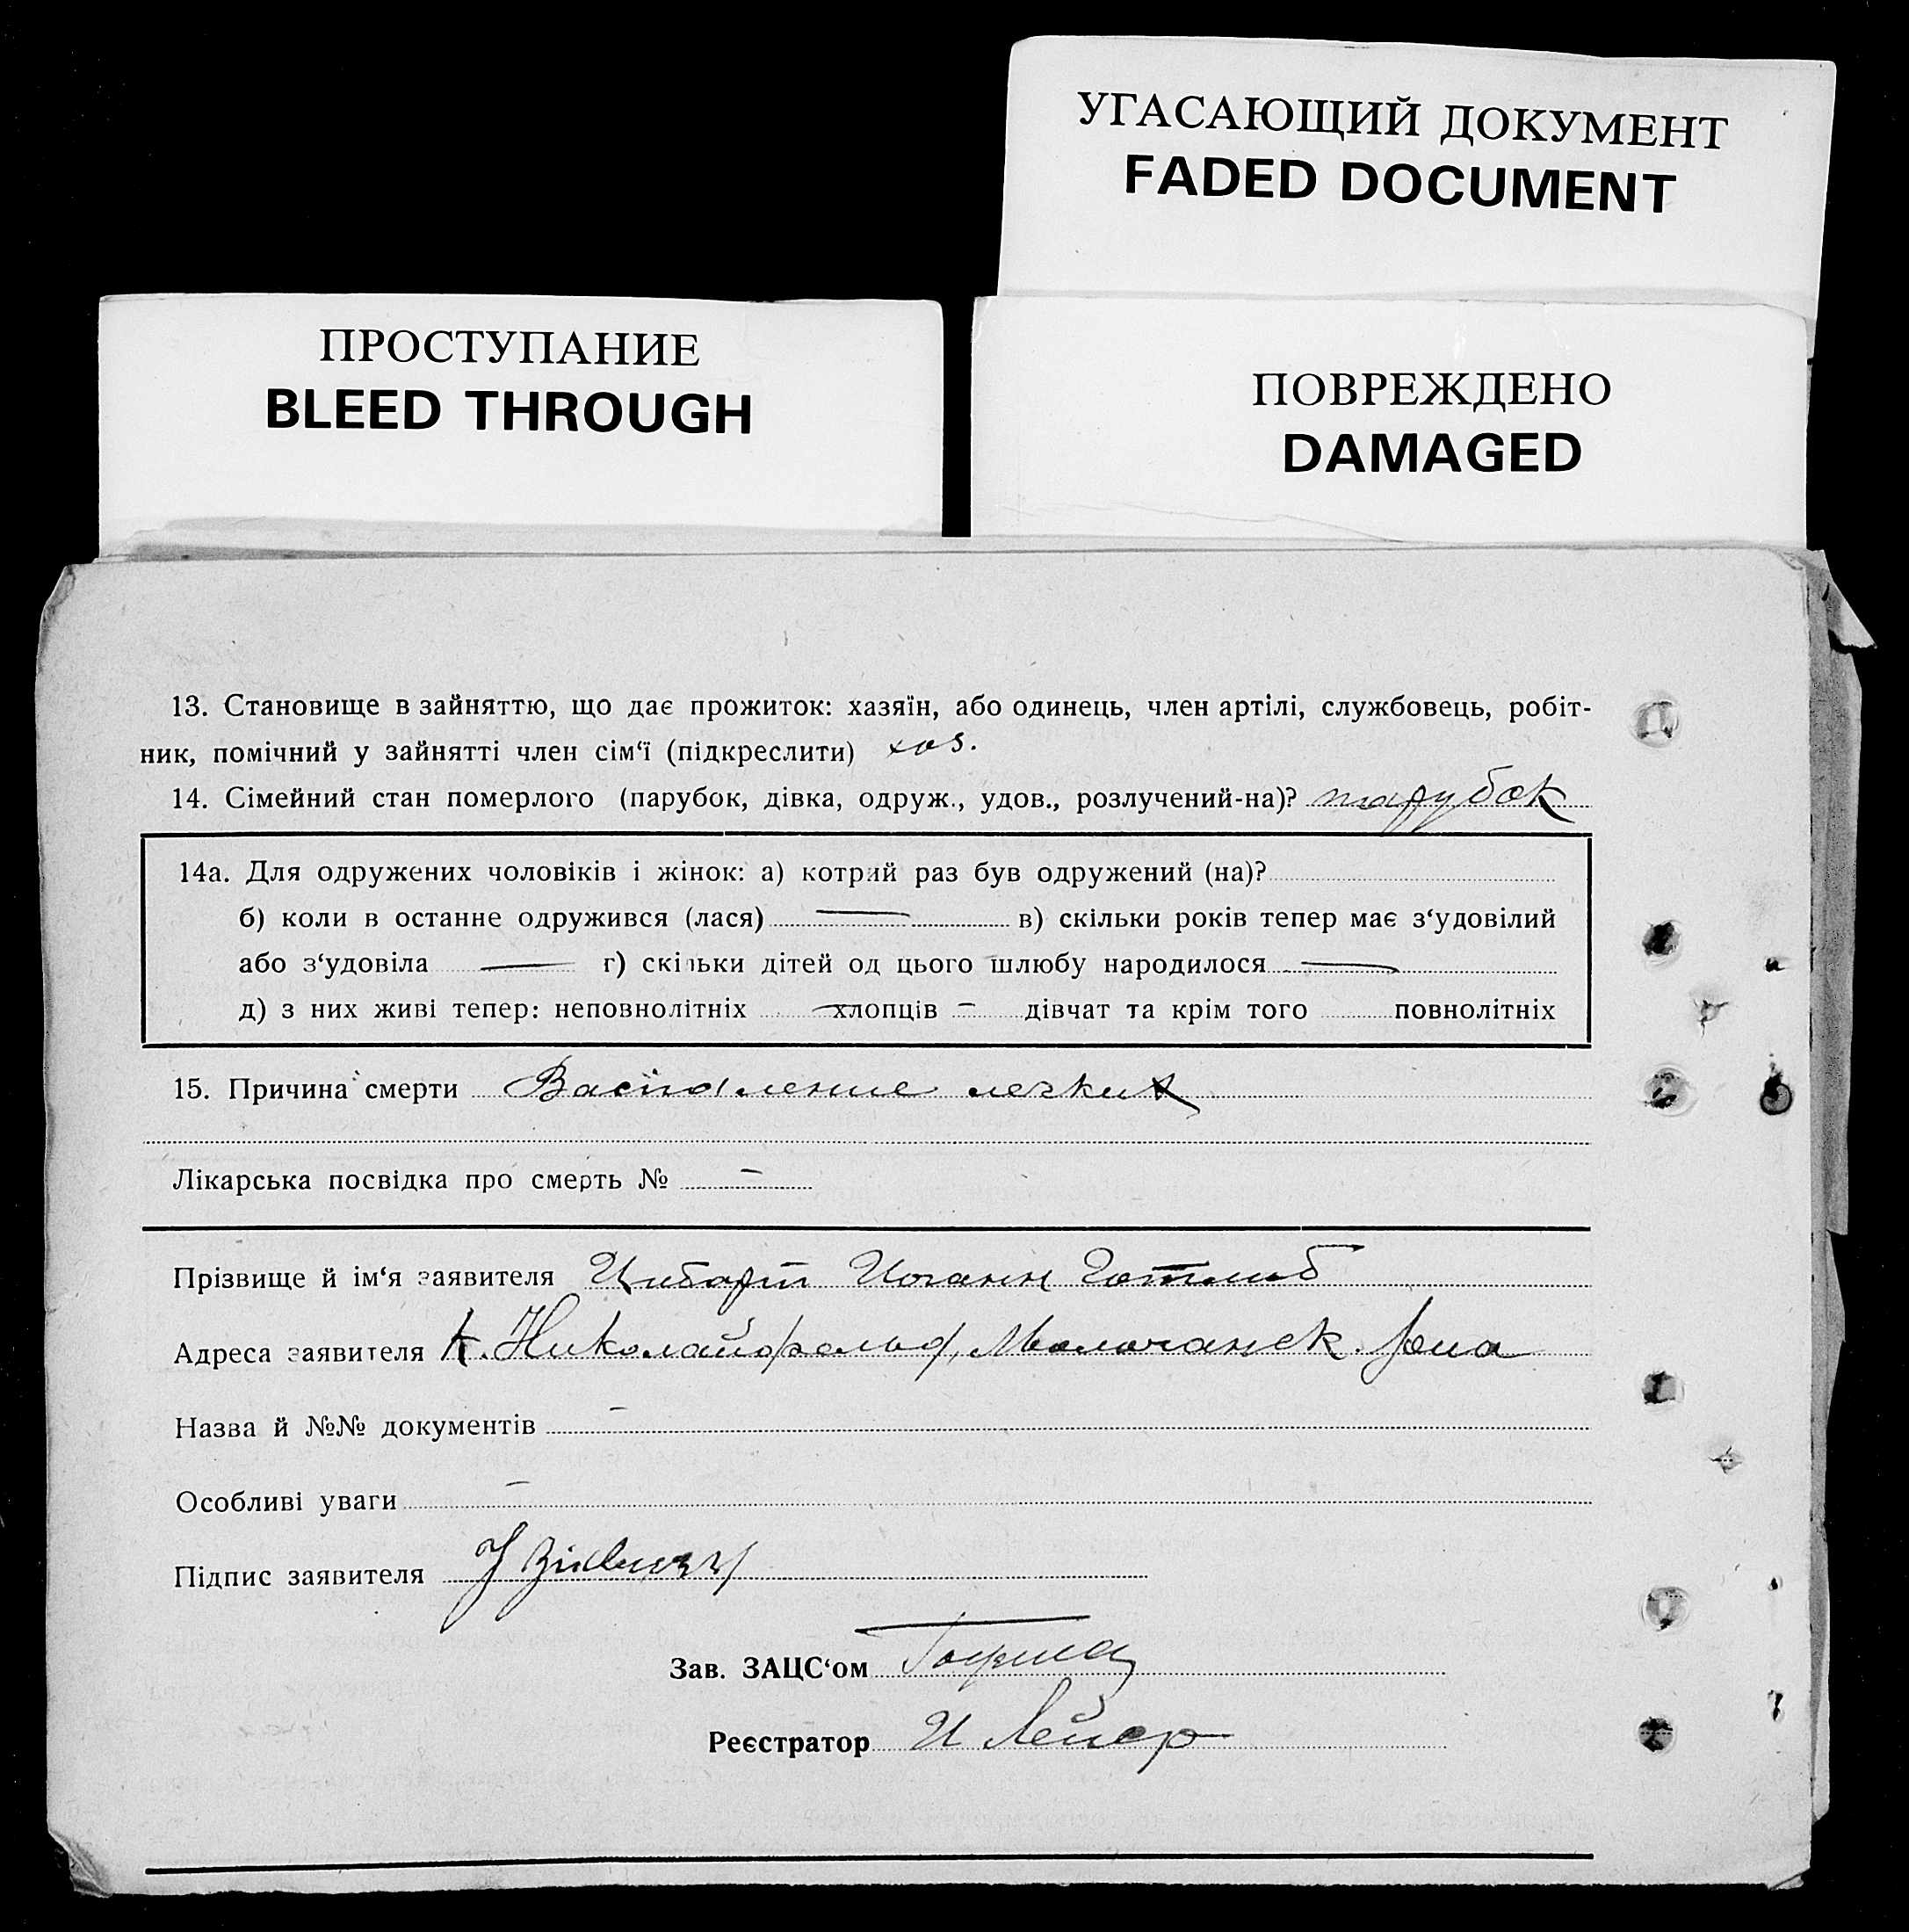 УГАСАЮЩИЙ ДОКУМЕНТ
FADED DOCUMENT
ПРОСТУПАНИЕ
BLEED THROUGH
ПОВРЕЖДЕНО
DAMAGED
13. Становище в зайняттю, що дає прожиток: хазяїн, або одинець, член артілі, службовець, робіт-
ник, помічний у зайнятті член сім‘ї (підкреслити) хоз.
14. Сімейний стан померлого (парубок, дівка, одруж., удов., розлучений-на)? парубок
14а. Для одружених чоловіків і жінок: а) котрий раз був одружений (на)?
б) коли в останнє одружився (лася) — в) скільки років тепер має з‘удовілий
або з‘удовіла — г) скільки дітей од цього шлюбу народилося —
д) з них живі тепер: неповнолітніх — хлопців – дівчат та крім того повнолітніх
15. Причина смерти Васпаление легких
Лікарська посвідка про смерть № –
Прізвище й ім‘я заявителя Цибарт Иоганн Готлиб
Адреса заявителя К. Николайфельд, Молочанск. р-на
Назва й №№ документів –
Особливі уваги –
Підпис заявителя
Зав. ЗАЦС‘ом
Реєстратор И Лейер